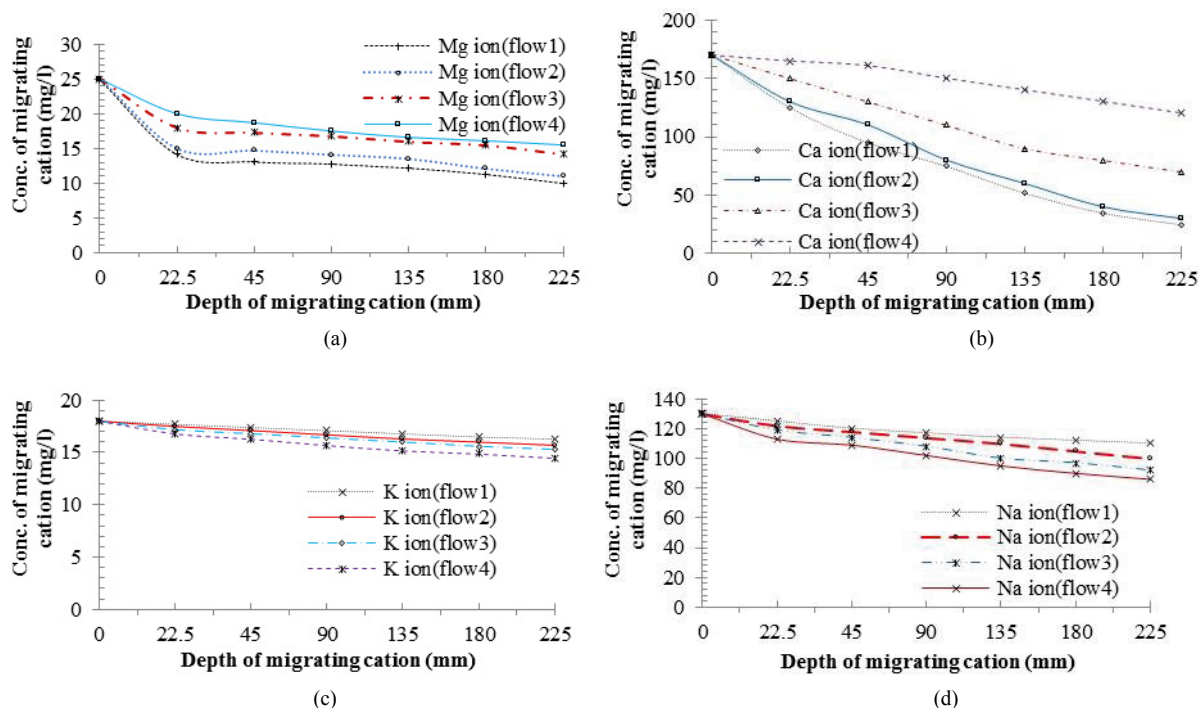 Conc. of migrating
cation (mg/l)
30
25
20
15
10
5
0
Mg ion(flow1)
Mg ion(flow2)
Mg ion(flow3)
Mg ion(flow4)
0 22.5 45 90 135 180 225
Depth of migrating cation (mm)
(a)
Conc. of migrating
cation (mg/l)
200
150
100
50
0
Ca ion(flow1)
Ca ion(flow2)
Ca ion(flow3)
Ca ion(flow4)
0 22.5 45 90 135 180 225
Depth of migrating cation (mm)
(b)
Conc. of migrating
cation (mg/l)
20
15
10
5
0
K ion(flow1)
K ion(flow2)
K ion(flow3)
K ion(flow4)
0 22.5 45 90 135 180 225
Depth of migrating cation (mm)
(c)
Conc. of migrating
cation (mg/l)
140
120
100
80
60
40
20
0
Na ion(flow1)
Na ion(flow2)
Na ion(flow3)
Na ion(flow4)
0 22.5 45 90 135 180 225
Depth of migrating cation (mm)
(d)